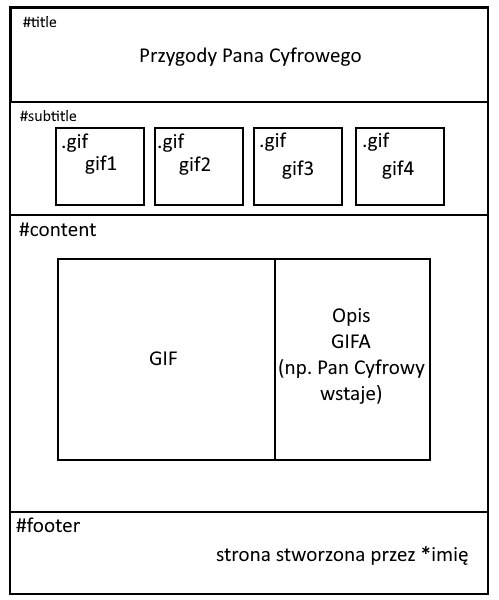 #title
Przygody Pana Cyfrowego
#subtitle
.gif .gif .gif .gif
gif1 gif2 gif3 gif4
#content
GIF
Opis
GIFA
(np. Pan Cyfrowy
wstaje)
#footer
strona stworzona przez *imię